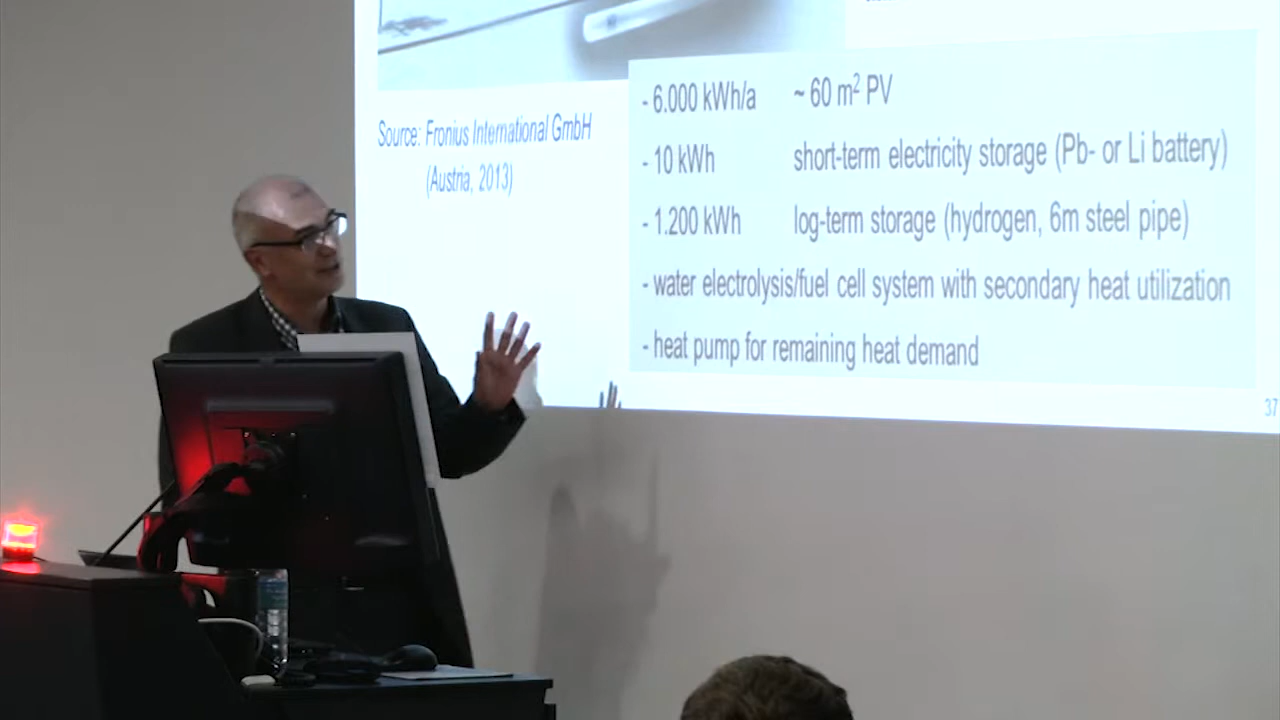 Source: Fronius International GmbH
(Austria, 2013)
- 6.000 kWh/a ~ 60 m² PV
- 10 kWh short-term electricity storage (Pb- or Li battery)
- 1.200 kWh log-term storage (hydrogen, 6m steel pipe)
- water electrolysis/fuel cell system with secondary heat utilization
- heat pump for remaining heat demand
37